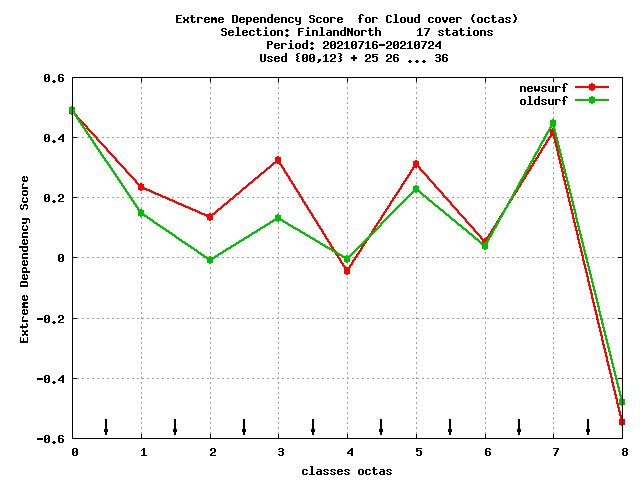 Extreme Dependency Score  for Cloud cover (octas)
Selection: FinlandNorth     17 stations
Period: 20210716-20210724
Used {00,12} + 25 26 ... 36
newsurf
oldsurf
Extreme Dependency Score
0.6
0.4
0.2
0
-0.2
-0.4
-0.6
0 1 2 3 4 5 6 7 8
classes octas